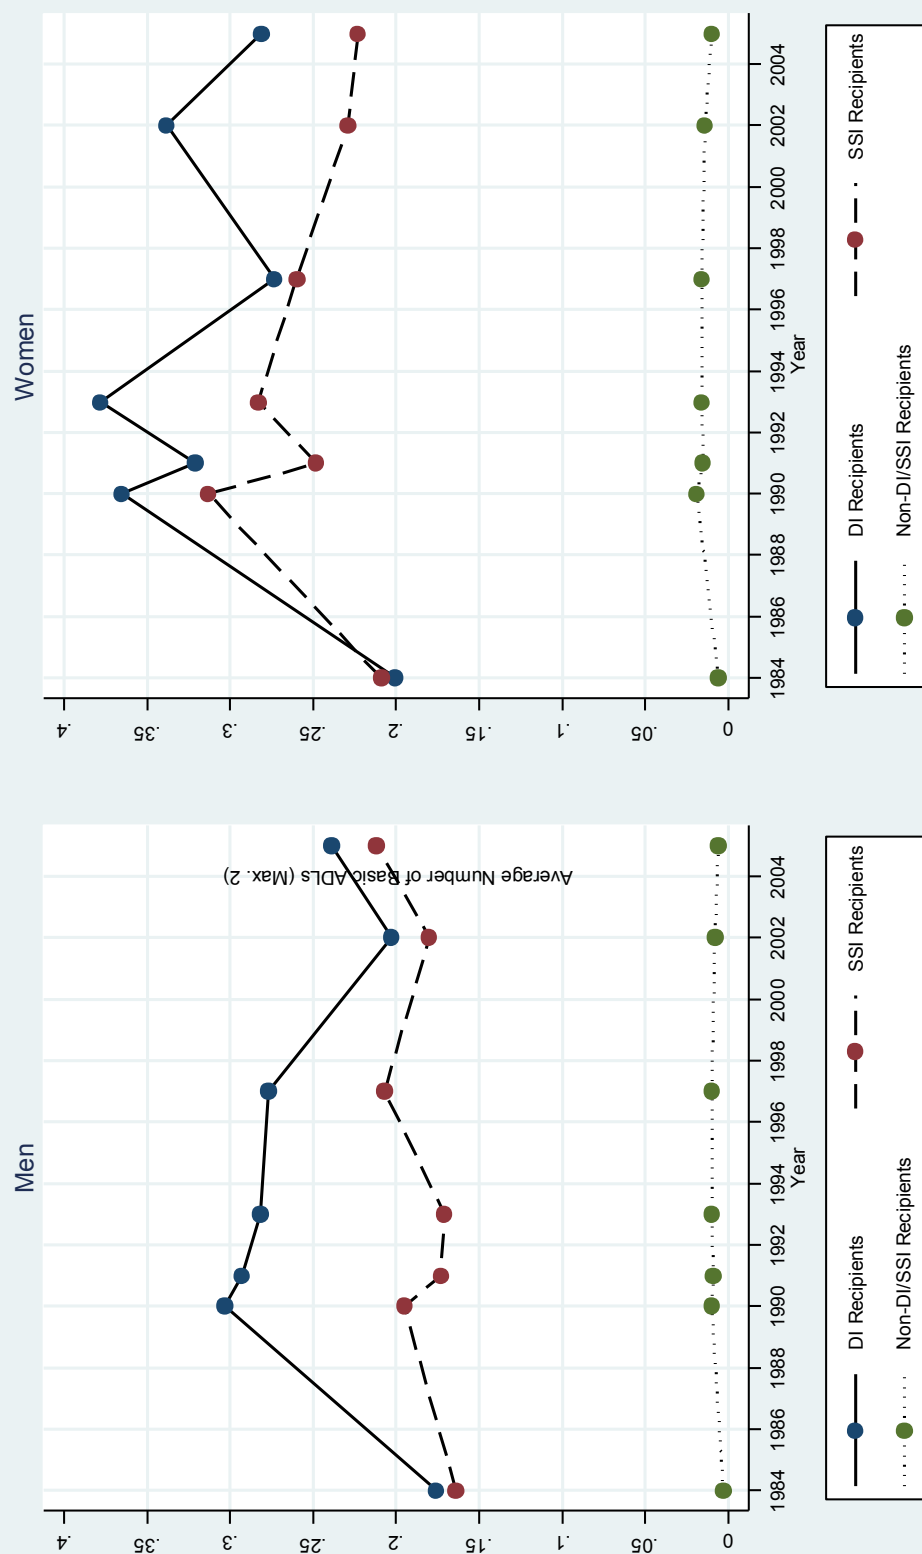 Men
Average Number of Basic ADLs (Max. 2)
0 .05 .1 .15 .2 .25 .3 .35 .4
1984 1986 1988 1990 1992 1994 1996 1998 2000 2002 2004
Year
DI Recipients SSI Recipients
Non-DI/SSI Recipients
Women
0 .05 .1 .15 .2 .25 .3 .35 .4
1984 1986 1988 1990 1992 1994 1996 1998 2000 2002 2004
Year
DI Recipients SSI Recipients
Non-DI/SSI Recipients